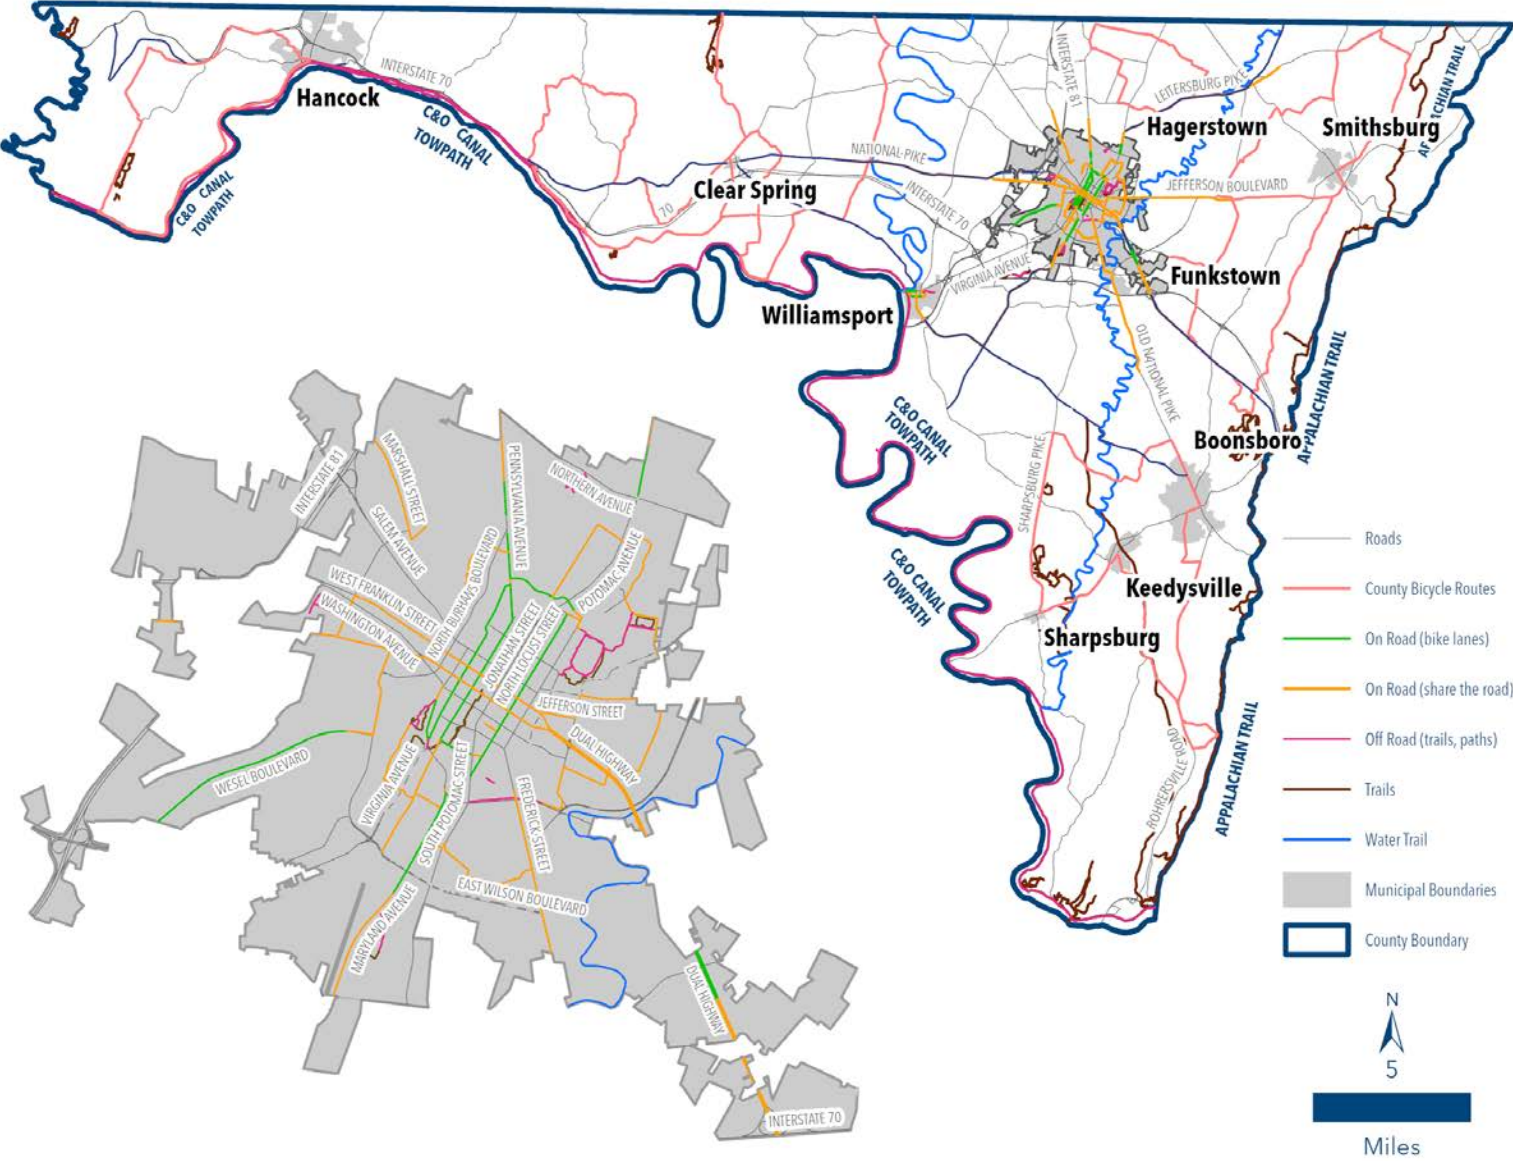 INTERSTATE 70
Hancock
C&O CANAL
TOWPATH
C&O CANAL
TOWPATH
INTERSTATE 81
LEITERSBURG PIKE
Hagerstown
Smithsburg
CHIAN TRAIL
NATIONAL PIKE
Clear Spring
70
INTERSTATE 70
JEFFERSON BOULEVARD
VIRGINIA AVENUE
Funkstown
Williamsport
OLD NATIONAL PIKE
APPALACHIAN TRAIL
C&O CANAL
TOWPATH
Boonsboro
SHARPSBURG PIKE
C&O CANAL
TOWPATH
Keedysville
Sharpsburg
ROHRERSVILLE ROAD
APPALACHIAN TRAIL
INTERSTATE 81
MARSHALL STREET
SALEM AVENUE
PENNSYLVANIA AVENUE
NORTHERN AVENUE
NORTH BURHANS BOULEVARD
POTOMAC AVENUE
WEST FRANKLIN STREET
WASHINGTON AVENUE
JONATHAN STREET
NORTH LOCUST STREET
JEFFERSON STREET
DUAL HIGHWAY
WESEL BOULEVARD
VIRGINIA AVENUE
SOUTH POTOMAC STREET
FREDERICK STREET
EAST WILSON BOULEVARD
MARYLAND AVENUE
DUAL HIGHWAY
INTERSTATE 70
Roads
County Bicycle Routes
On Road (bike lanes)
On Road (share the road)
Off Road (trails, paths)
Trails
Water Trail
Municipal Boundaries
County Boundary
N
5
Miles